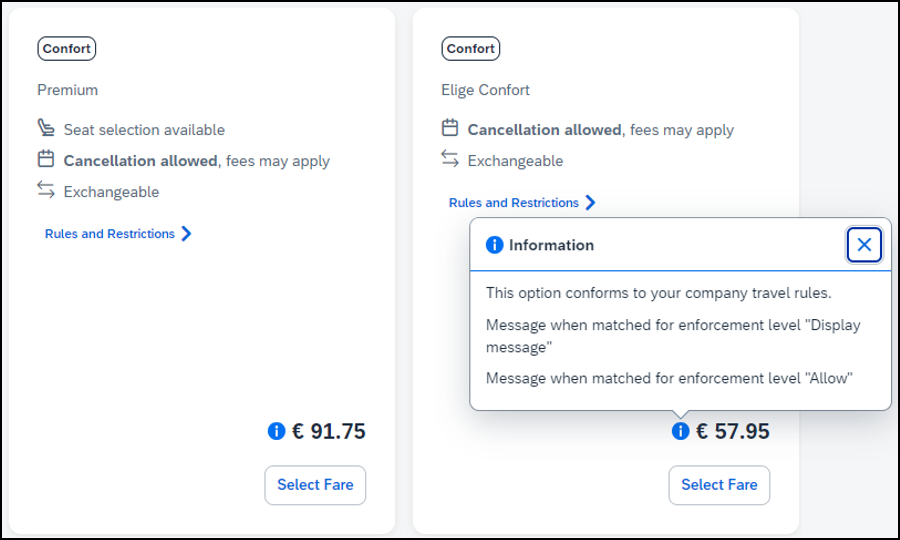 Confort
Premium
Seat selection available
Cancellation allowed, fees may apply
Exchangeable
Rules and Restrictions
€ 91.75
Select Fare
Confort
Elige Confort
Cancellation allowed, fees may apply
Exchangeable
Rules and Restrictions
Information
This option conforms to your company travel rules.
Message when matched for enforcement level "Display
message"
Message when matched for enforcement level "Allow"
€ 57.95
Select Fare